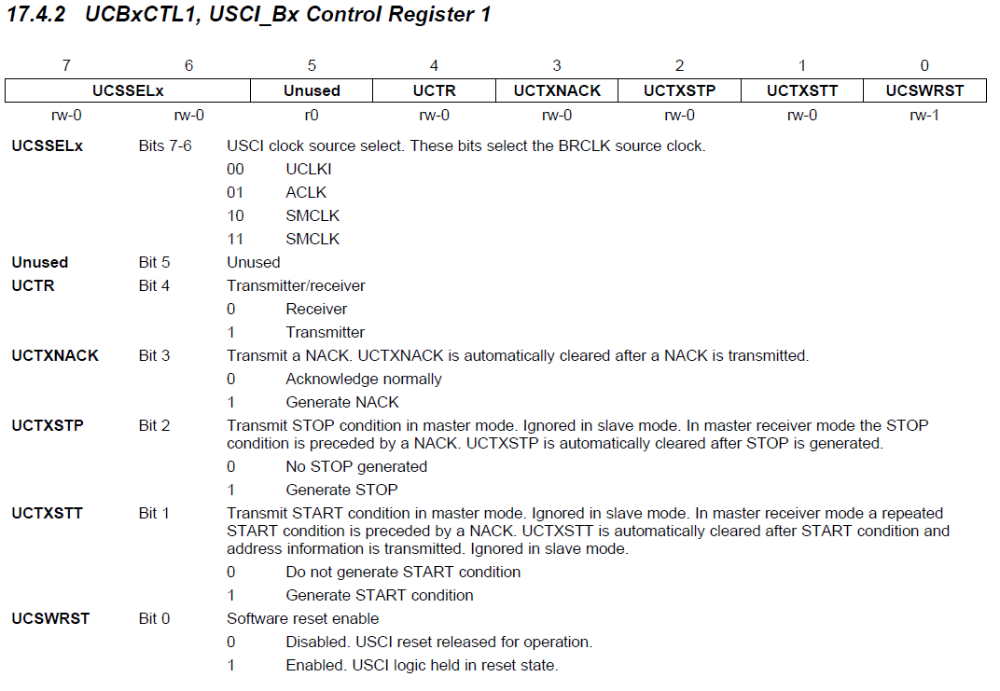 17.4.2 UCBxCTL1, USCI_Bx Control Register 1
7 6 5 4 3 2 1 0
UCSSELx Unused UCTR UCTXNACK UCTXSTP UCTXSTT UCSWRST
rw-0 rw-0 r0 rw-0 rw-0 rw-0 rw-0 rw-1
UCSSELx Bits 7-6 USCI clock source select. These bits select the BRCLK source clock.
00 UCLKI
01 ACLK
10 SMCLK
11 SMCLK
Unused Bit 5 Unused
UCTR Bit 4 Transmitter/receiver
0 Receiver
1 Transmitter
UCTXNACK Bit 3 Transmit a NACK. UCTXNACK is automatically cleared after a NACK is transmitted.
0 Acknowledge normally
1 Generate NACK
UCTXSTP Bit 2 Transmit STOP condition in master mode. Ignored in slave mode. In master receiver mode the STOP
condition is preceded by a NACK. UCTXSTP is automatically cleared after STOP is generated.
0 No STOP generated
1 Generate STOP
UCTXSTT Bit 1 Transmit START condition in master mode. Ignored in slave mode. In master receiver mode a repeated
START condition is preceded by a NACK. UCTXSTT is automatically cleared after START condition and
address information is transmitted. Ignored in slave mode.
0 Do not generate START condition
1 Generate START condition
UCSWRST Bit 0 Software reset enable
0 Disabled. USCI reset released for operation.
1 Enabled. USCI logic held in reset state.